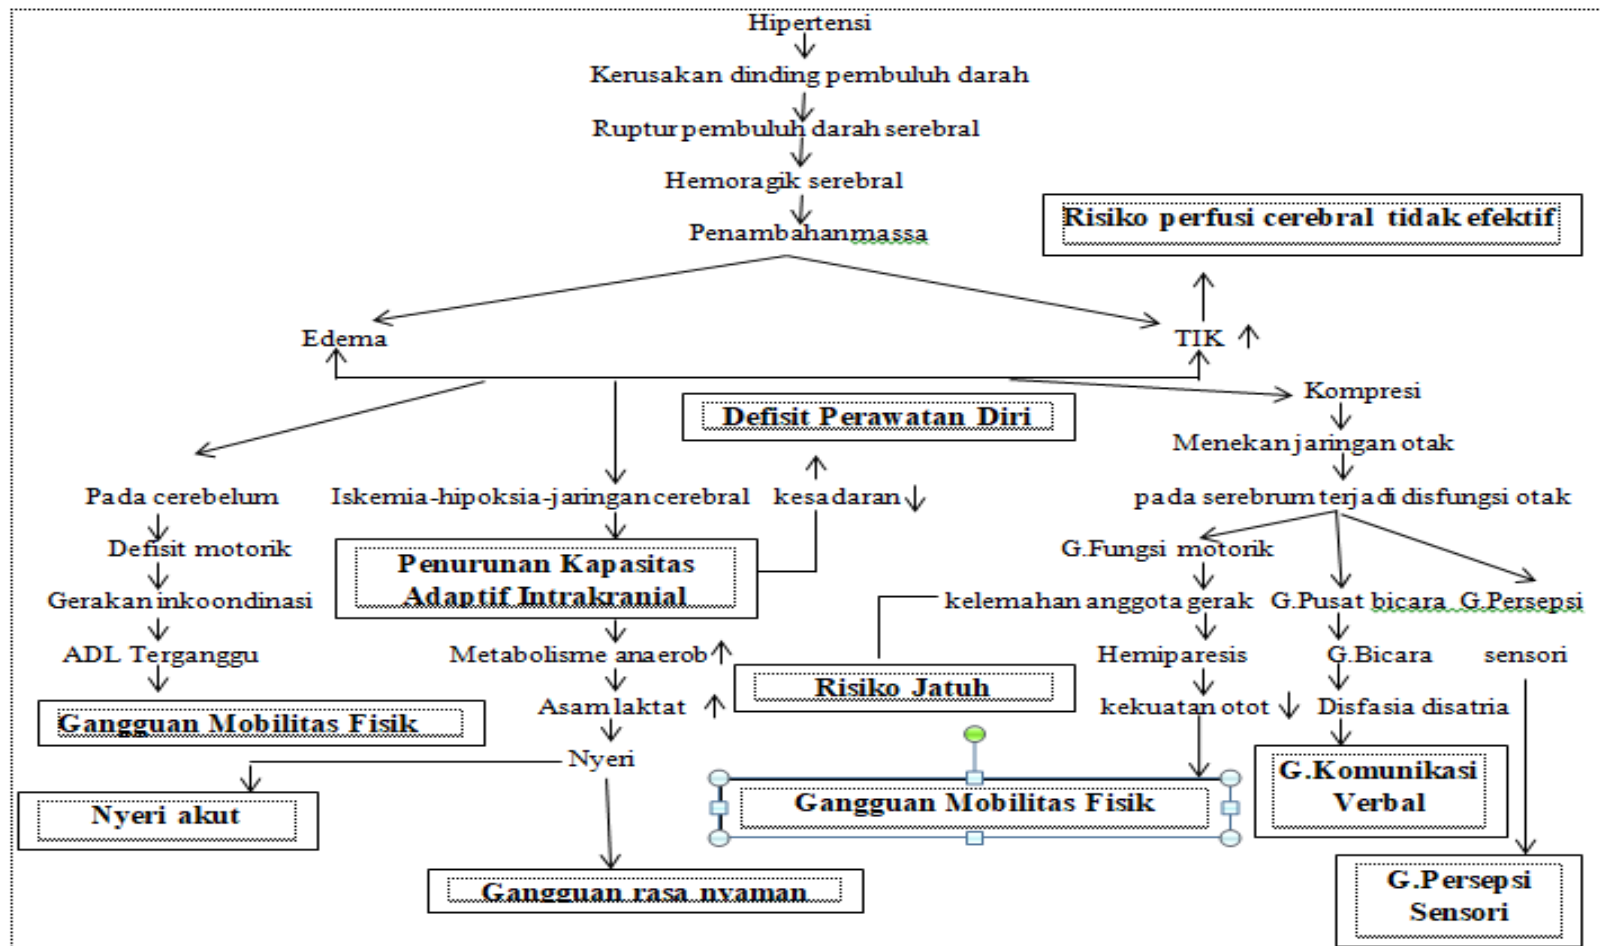 Hipertensi
Kerusakan dinding pembuluh darah
Ruptur pembuluh darah serebral
Hemoragik serebral
Penambahan massa
Risiko perfusi cerebral tidak efektif
Edema
TIK ↑
Kompresi
Defisit Perawatan Diri
Menekan jaringan otak
Pada cerebelum
Iskemia-hipoksia-jaringan cerebral
kesadaran ↓
pada serebrum terjadi disfungsi otak
Defisit motorik
Penurunan Kapasitas
Adaptif Intrakranial
G.Fungsi motorik
Gerakan inkoondinasi
kelemahan anggota gerak
G.Pusat bicara
G.Persepsi
sensori
ADL Terganggu
Metabolisme anaerob ↑
Hemiparesis
G.Bicara
Risiko Jatuh
Gangguan Mobilitas Fisik
Asam laktat ↑
kekuatan otot ↓
Disfasia disatria
Nyeri
Nyeri akut
Gangguan Mobilitas Fisik
G.Komunikasi
Verbal
Gangguan rasa nyaman
G.Persepsi
Sensori